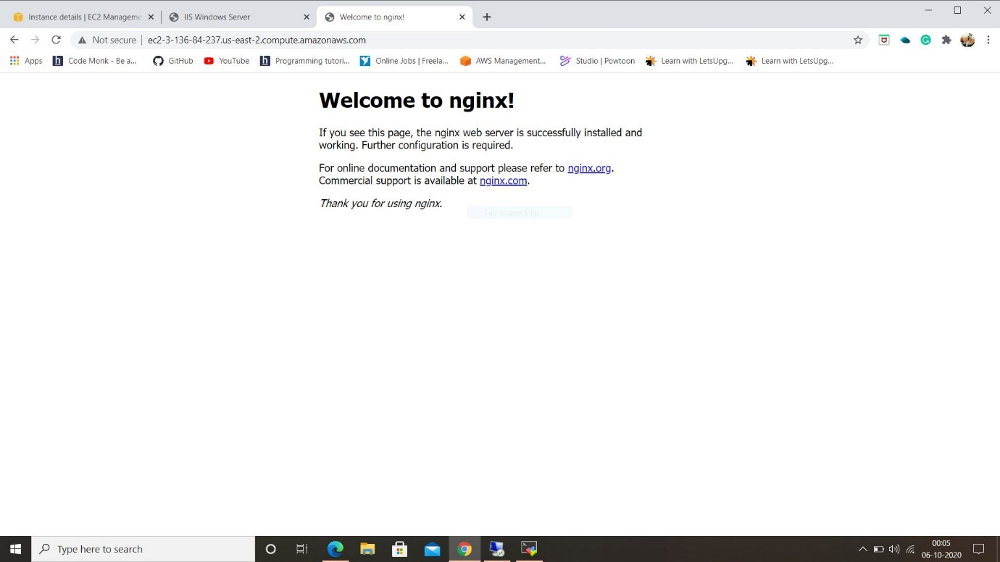 Instance details | EC2 Manageme
IIS Windows Server
Welcome to nginx!
Not secure
ec2-3-136-84-237.us-east-2.compute.amazonaws.com
Apps
Code Monk - Be a...
GitHub
YouTube
Programming tutori...
Online Jobs | Freela...
AWS Management...
Studio | Powtoon
Learn with LetsUpg...
Learn with LetsUpg...
Welcome to nginx!
If you see this page, the nginx web server is successfully installed and
working. Further configuration is required.
For online documentation and support please refer to nginx.org.
Commercial support is available at nginx.com.
Thank you for using nginx.
Full-screen Snip
Type here to search
00:05
06-10-2020